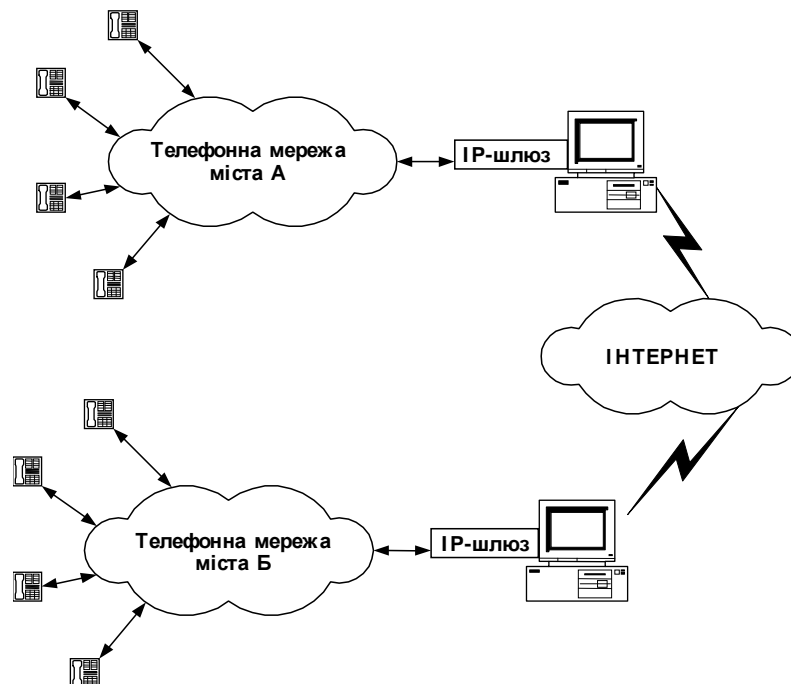 Телефонна мережа
міста А
ІР-шлюз
ІНТЕРНЕТ
Телефонна мережа
міста Б
ІР-шлюз